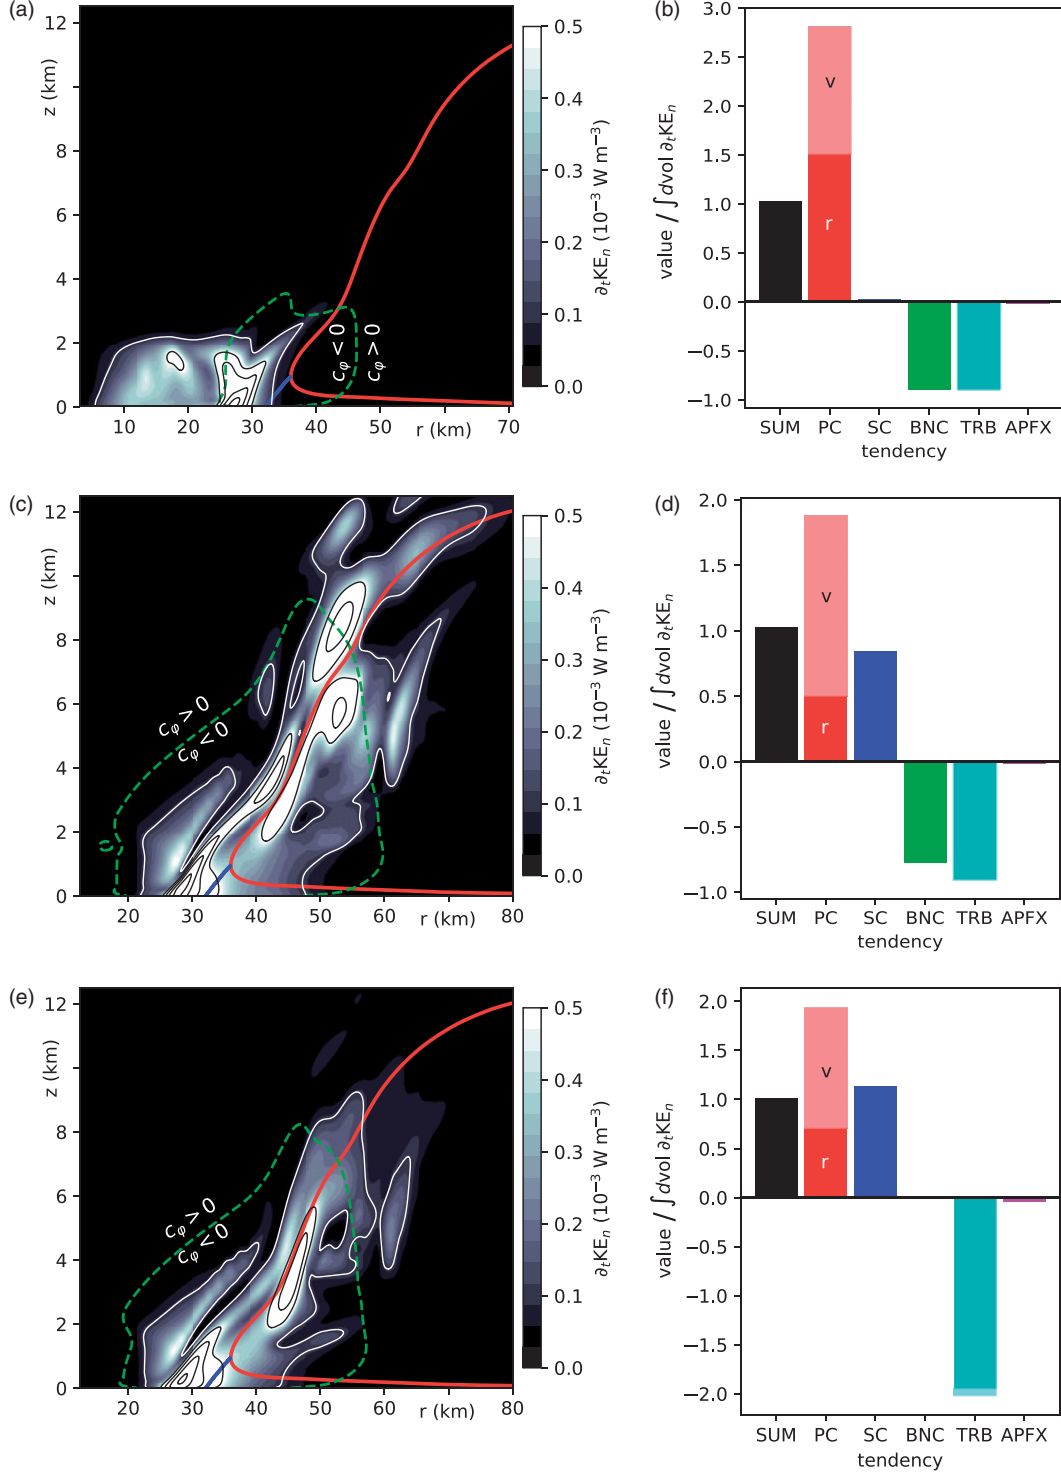 (a)
z (km)
12
10
8
6
4
2
0
10
20
30
40
50
r (km)
70
c_φ < 0
c_φ > 0
0.5
0.4
0.3
0.2
0.1
0.0
∂_tKE_n (10⁻³ W m⁻³)
(b)
3.0
2.5
2.0
1.5
1.0
0.5
0.0
−0.5
−1.0
value / ∫dvol ∂_tKE_n
v
r
SUM PC SC BNC TRB APFX
tendency
(c)
z (km)
12
10
8
6
4
2
0
20
30
40
50
60
r (km)
80
c_φ > 0
c_φ < 0
0.5
0.4
0.3
0.2
0.1
0.0
∂_tKE_n (10⁻³ W m⁻³)
(d)
2.0
1.5
1.0
0.5
0.0
−0.5
−1.0
value / ∫dvol ∂_tKE_n
v
r
SUM PC SC BNC TRB APFX
tendency
(e)
z (km)
12
10
8
6
4
2
0
20
30
40
50
60
r (km)
80
c_φ > 0
c_φ < 0
0.5
0.4
0.3
0.2
0.1
0.0
∂_tKE_n (10⁻³ W m⁻³)
(f)
2.0
1.5
1.0
0.5
0.0
−0.5
−1.0
−1.5
−2.0
value / ∫dvol ∂_tKE_n
v
r
SUM PC SC BNC TRB APFX
tendency